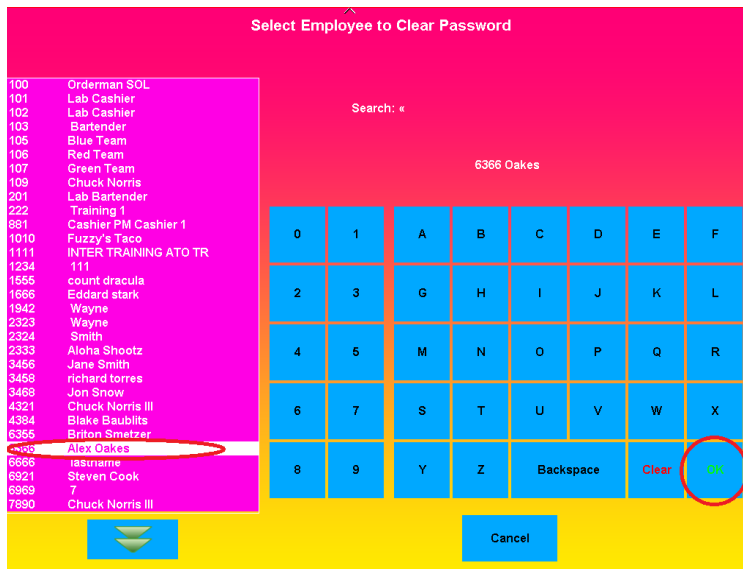 Select Employee to Clear Password
100 Orderman SOL
101 Lab Cashier
102 Lab Cashier
103 Bartender
105 Blue Team
106 Red Team
107 Green Team
109 Chuck Norris
201 Lab Bartender
222 Training 1
881 Cashier PM Cashier 1
1010 Fuzzy's Taco
1111 INTER TRAINING ATO TR
1234 111
1555 count dracula
1666 Eddard stark
1942 Wayne
2323 Wayne
2324 Smith
2333 Aloha Shootz
3456 Jane Smith
3458 richard torres
3468 Jon Snow
4321 Chuck Norris III
4384 Blake Baublits
6355 Briton Smetzer
6366 Alex Oakes
6666 lastname
6921 Steven Cook
6969 7
7890 Chuck Norris III
Search: «
6366 Oakes
0 1 A B C D E F
2 3 G H I J K L
4 5 M N O P Q R
6 7 S T U V W X
8 9 Y Z Backspace Clear OK
Cancel